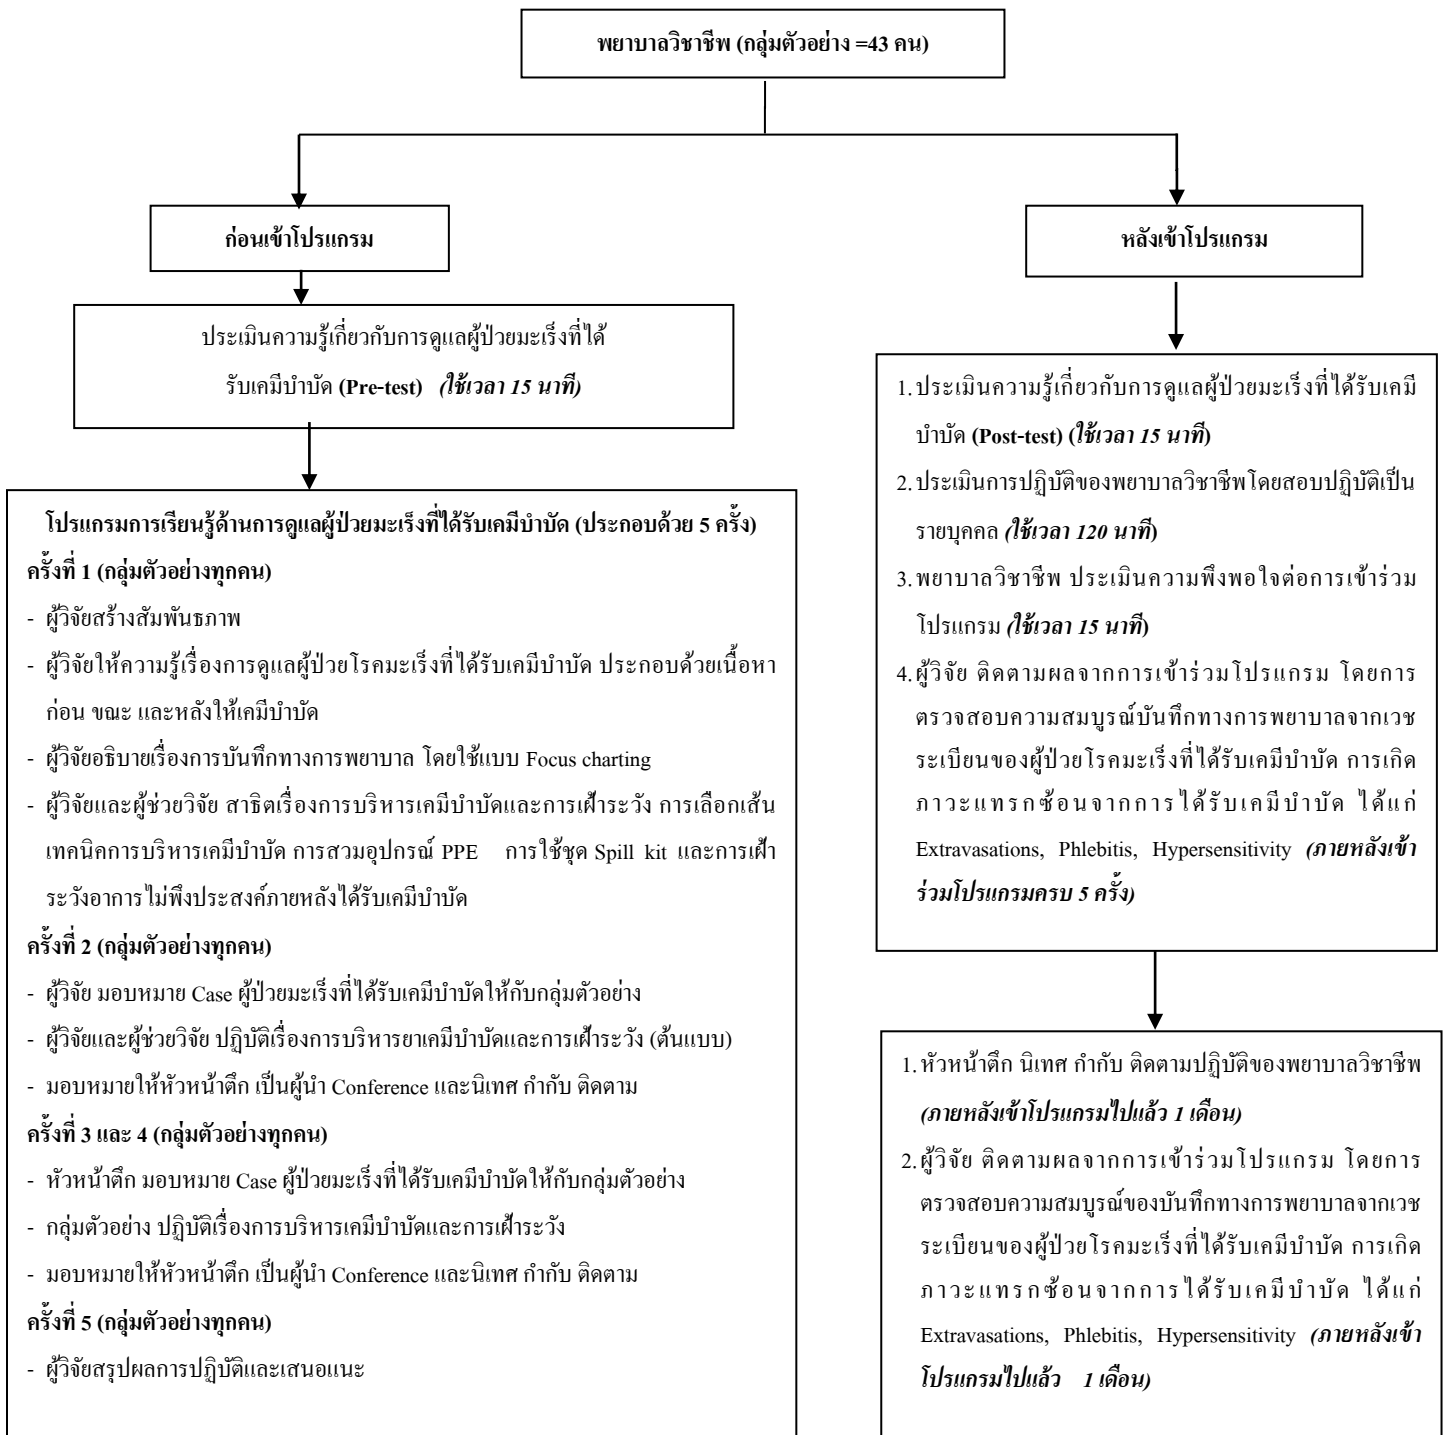 พยาบาลวิชาชีพ (กลุ่มตัวอย่าง =43 คน)
ก่อนเข้าโปรแกรม
ประเมินความรู้เกี่ยวกับการดูแลผู้ป่วยมะเร็งที่ได้
รับเคมีบำบัด (Pre-test) (ใช้เวลา 15 นาที)
โปรแกรมการเรียนรู้ด้านการดูแลผู้ป่วยมะเร็งที่ได้รับเคมีบำบัด (ประกอบด้วย 5 ครั้ง)
ครั้งที่ 1 (กลุ่มตัวอย่างทุกคน)
- ผู้วิจัยสร้างสัมพันธภาพ
- ผู้วิจัยให้ความรู้เรื่องการดูแลผู้ป่วยโรคมะเร็งที่ได้รับเคมีบำบัด ประกอบด้วยเนื้อหา
ก่อน ขณะ และหลังให้เคมีบำบัด
- ผู้วิจัยอธิบายเรื่องการบันทึกทางการพยาบาล โดยใช้แบบ Focus charting
- ผู้วิจัยและผู้ช่วยวิจัย สาธิตเรื่องการบริหารเคมีบำบัดและการเฝ้าระวัง การเลือกเส้น
เทคนิคการบริหารเคมีบำบัด การสวมอุปกรณ์ PPE การใช้ชุด Spill kit และการเฝ้า
ระวังอาการไม่พึงประสงค์ภายหลังได้รับเคมีบำบัด
ครั้งที่ 2 (กลุ่มตัวอย่างทุกคน)
- ผู้วิจัย มอบหมาย Case ผู้ป่วยมะเร็งที่ได้รับเคมีบำบัดให้กับกลุ่มตัวอย่าง
- ผู้วิจัยและผู้ช่วยวิจัย ปฏิบัติเรื่องการบริหารยาเคมีบำบัดและการเฝ้าระวัง (ต้นแบบ)
- มอบหมายให้หัวหน้าตึก เป็นผู้นำ Conference และนิเทศ กำกับ ติดตาม
ครั้งที่ 3 และ 4 (กลุ่มตัวอย่างทุกคน)
- หัวหน้าตึก มอบหมาย Case ผู้ป่วยมะเร็งที่ได้รับเคมีบำบัดให้กับกลุ่มตัวอย่าง
- กลุ่มตัวอย่าง ปฏิบัติเรื่องการบริหารเคมีบำบัดและการเฝ้าระวัง
- มอบหมายให้หัวหน้าตึก เป็นผู้นำ Conference และนิเทศ กำกับ ติดตาม
ครั้งที่ 5 (กลุ่มตัวอย่างทุกคน)
- ผู้วิจัยสรุปผลการปฏิบัติและเสนอแนะ
หลังเข้าโปรแกรม
1. ประเมินความรู้เกี่ยวกับการดูแลผู้ป่วยมะเร็งที่ได้รับเคมี
บำบัด (Post-test) (ใช้เวลา 15 นาที)
2. ประเมินการปฏิบัติของพยาบาลวิชาชีพโดยสอบปฏิบัติเป็น
รายบุคคล (ใช้เวลา 120 นาที)
3. พยาบาลวิชาชีพ ประเมินความพึงพอใจต่อการเข้าร่วม
โปรแกรม (ใช้เวลา 15 นาที)
4. ผู้วิจัย ติดตามผลจากการเข้าร่วมโปรแกรม โดยการ
ตรวจสอบความสมบูรณ์บันทึกทางการพยาบาลจากเวช
ระเบียนของผู้ป่วยโรคมะเร็งที่ได้รับเคมีบำบัด การเกิด
ภาวะแทรกซ้อนจากการได้รับเคมีบำบัด ได้แก่
Extravasations, Phlebitis, Hypersensitivity (ภายหลังเข้า
ร่วมโปรแกรมครบ 5 ครั้ง)
1. หัวหน้าตึก นิเทศ กำกับ ติดตามปฏิบัติของพยาบาลวิชาชีพ
(ภายหลังเข้าโปรแกรมไปแล้ว 1 เดือน)
2. ผู้วิจัย ติดตามผลจากการเข้าร่วมโปรแกรม โดยการ
ตรวจสอบความสมบูรณ์ของบันทึกทางการพยาบาลจากเวช
ระเบียนของผู้ป่วยโรคมะเร็งที่ได้รับเคมีบำบัด การเกิด
ภาวะแทรกซ้อนจากการได้รับเคมีบำบัด ได้แก่
Extravasations, Phlebitis, Hypersensitivity (ภายหลังเข้า
โปรแกรมไปแล้ว 1 เดือน)